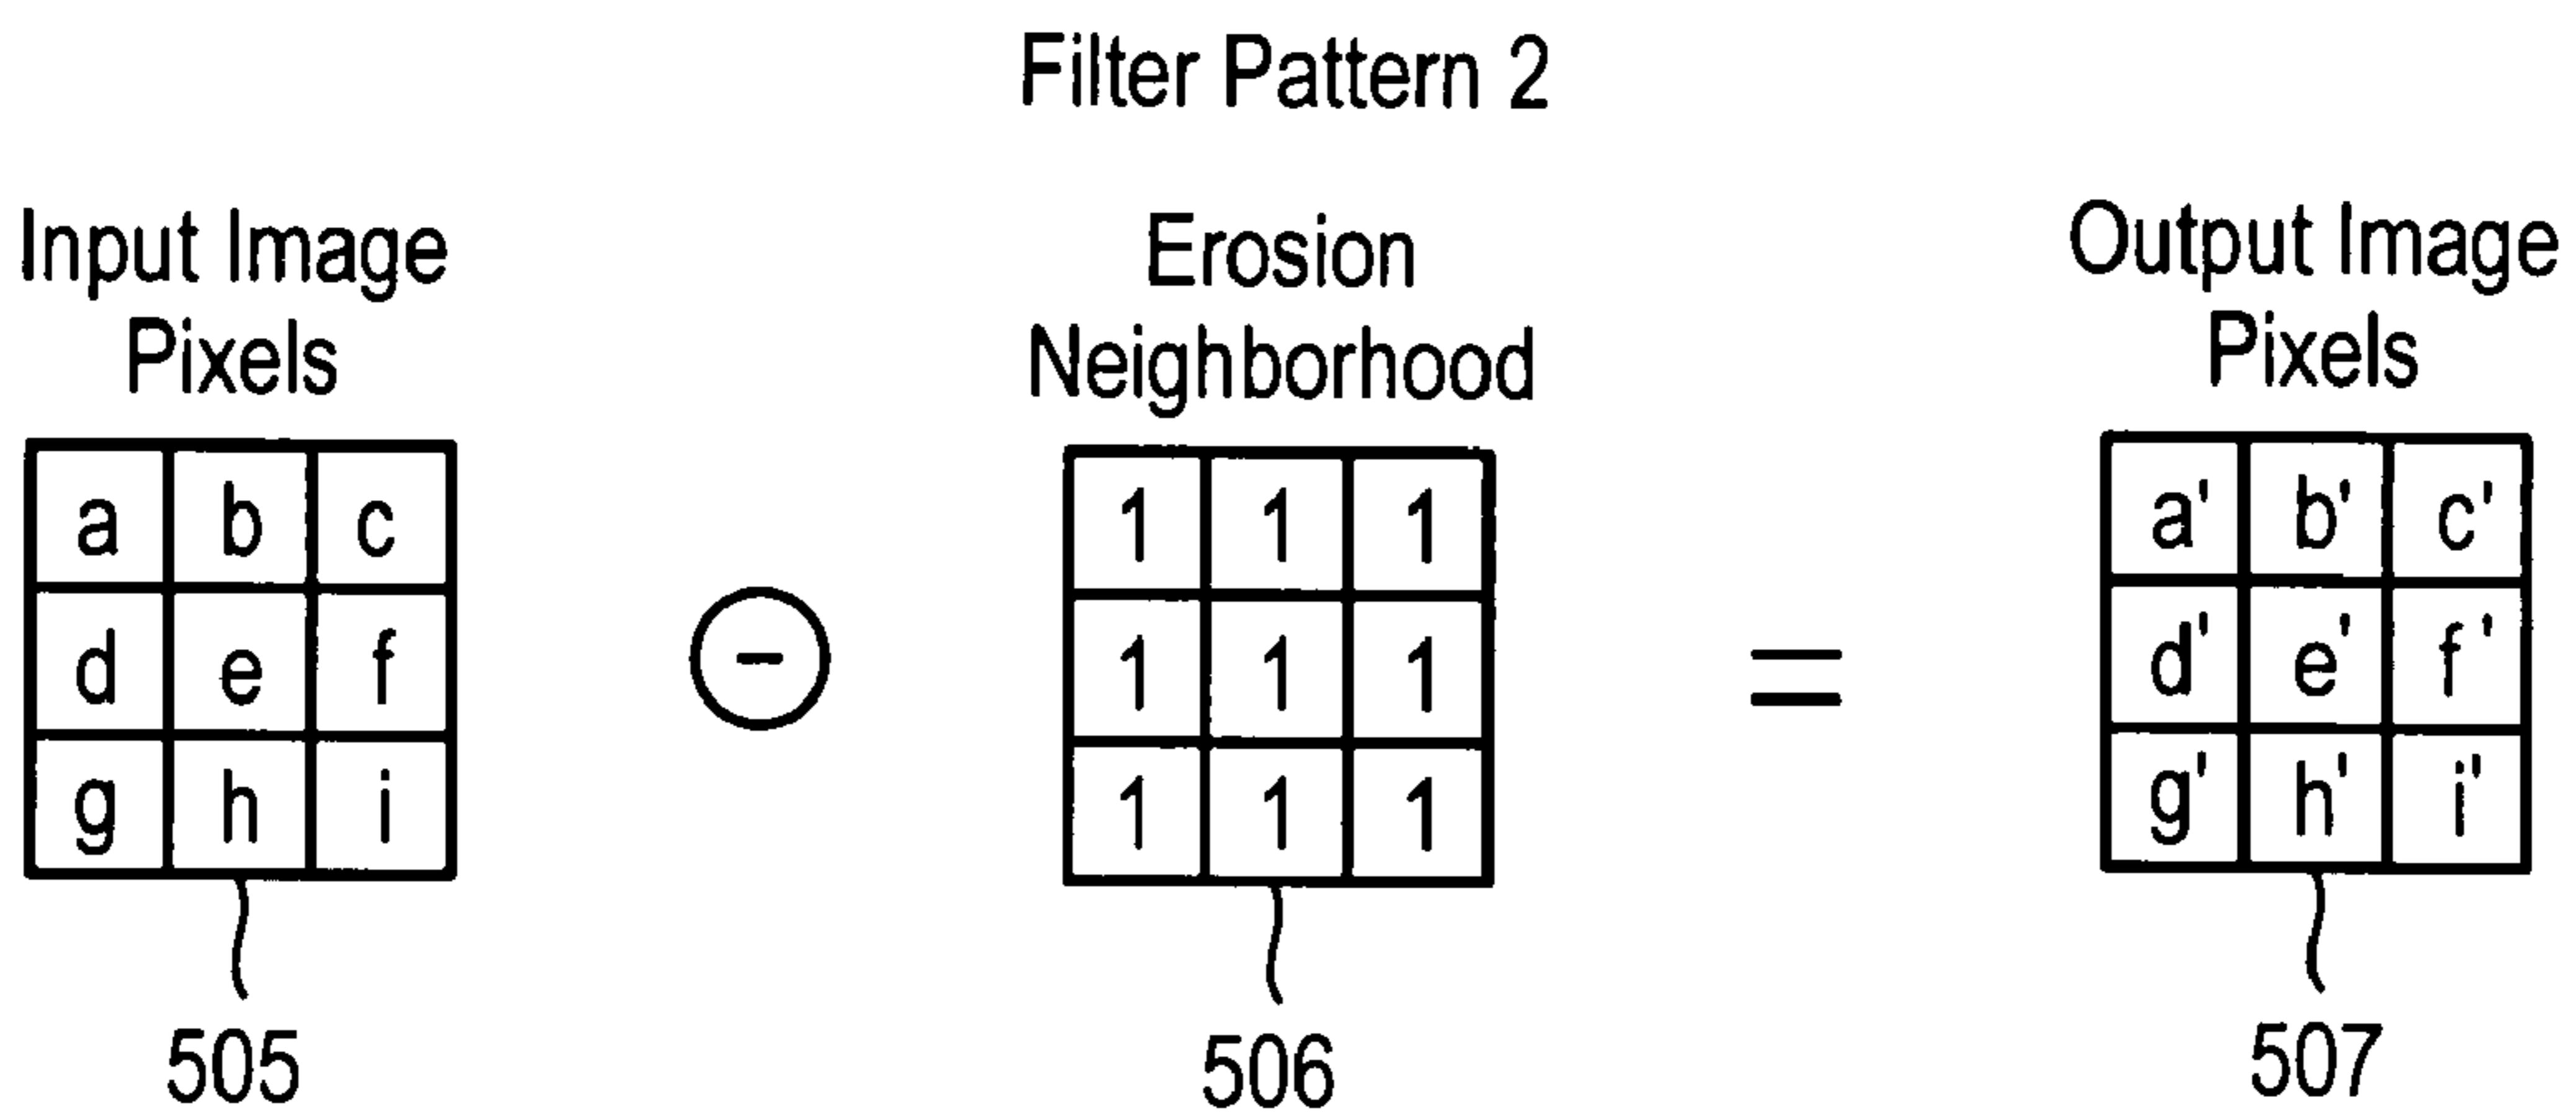 Filter Pattern 2
Input Image
Pixels
a b c
d e f
g h i
505
-
Erosion
Neighborhood
1 1 1
1 1 1
1 1 1
506
=
Output Image
Pixels
a' b' c'
d' e' f'
g' h' i'
507